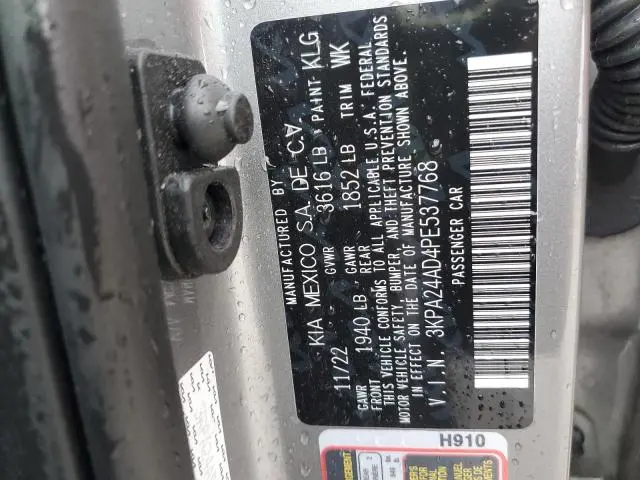 MANUFACTURED BY
KIA MEXICO S.A. DE C.V.
11/22 GVWR 3616 LB PAINT KLG
GAWR FRONT 1940 LB GAWR REAR 1852 LB TRIM WK
THIS VEHICLE CONFORMS TO ALL APPLICABLE U.S.A. FEDERAL
MOTOR VEHICLE SAFETY, BUMPER, AND THEFT PREVENTION STANDARDS
IN EFFECT ON THE DATE OF MANUFACTURE SHOWN ABOVE.
V.I.N. 3KPA24AD4PE537768
PASSENGER CAR
H910